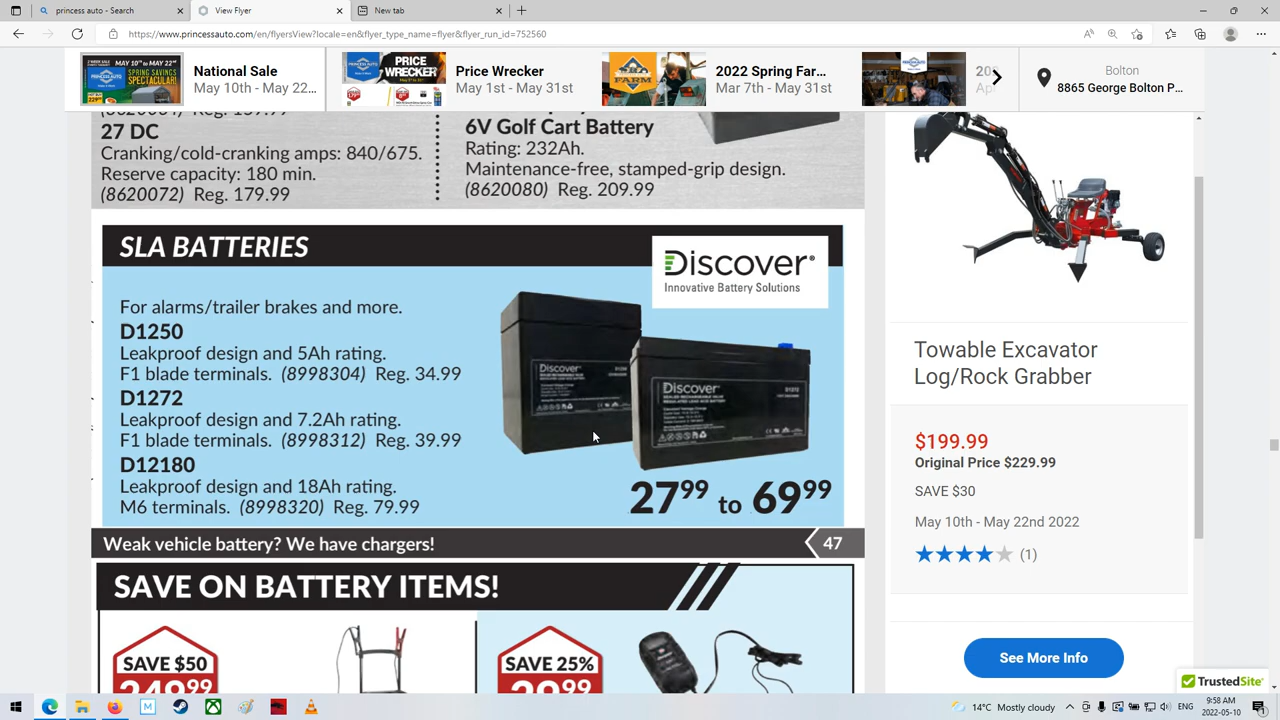 princess auto - Search
View Flyer
New tab
https://www.princessauto.com/en/flyersView?locale=en&flyer_type_name=flyer&flyer_run_id=752560
National Sale
May 10th - May 22...
Price Wrecker
May 1st - May 31st
2022 Spring Far...
Mar 7th - May 31st
Bolton
8865 George Bolton P...
27 DC
Cranking/cold-cranking amps: 840/675.
Reserve capacity: 180 min.
(8620072) Reg. 179.99
6V Golf Cart Battery
Rating: 232Ah.
Maintenance-free, stamped-grip design.
(8620080) Reg. 209.99
SLA BATTERIES
Discover®
Innovative Battery Solutions
For alarms/trailer brakes and more.
D1250
Leakproof design and 5Ah rating.
F1 blade terminals. (8998304) Reg. 34.99
D1272
Leakproof design and 7.2Ah rating.
F1 blade terminals. (8998312) Reg. 39.99
D12180
Leakproof design and 18Ah rating.
M6 terminals. (8998320) Reg. 79.99
Discover
Discover
D1272
27 99 to 69 99
Weak vehicle battery? We have chargers!
47
SAVE ON BATTERY ITEMS!
SAVE $50
SAVE 25%
Towable Excavator
Log/Rock Grabber
$199.99
Original Price $229.99
SAVE $30
May 10th - May 22nd 2022
(1)
See More Info
TrustedSite
14°C Mostly cloudy
ENG
9:58 AM
2022-05-10